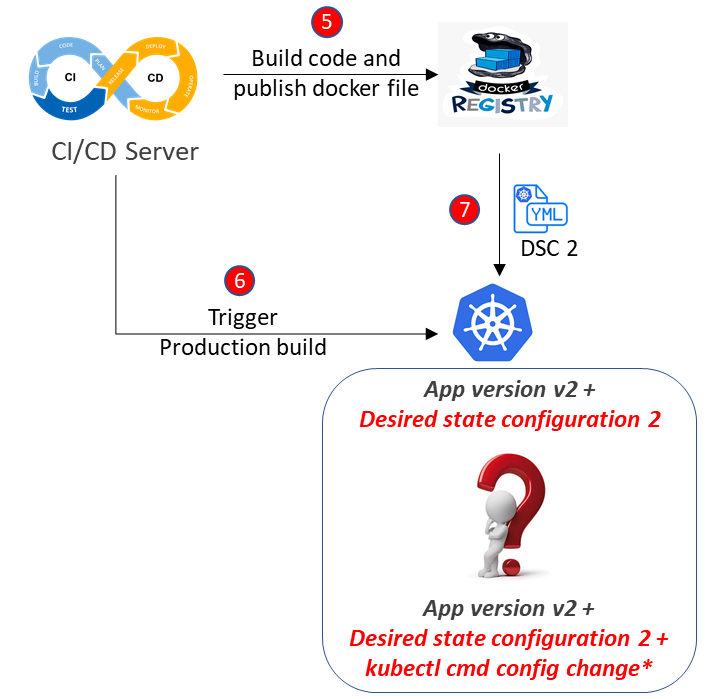 5
Build code and
publish docker file
CODE
DEPLOY
BUILD
PLAN
RELEASE
OPERATE
CI
CD
TEST
MONITOR
docker
REGISTRY
CI/CD Server
7
YML
DSC 2
6
Trigger
Production build
App version v2 +
Desired state configuration 2
?
App version v2 +
Desired state configuration 2 +
kubectl cmd config change*